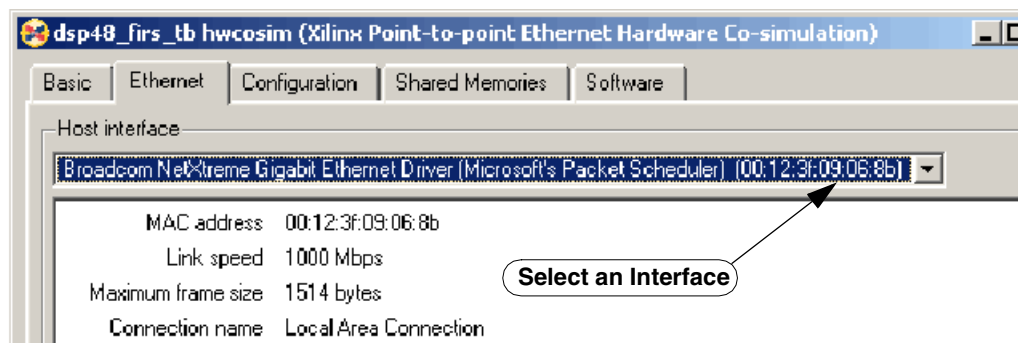 dsp48_firs_tb hwcosim (Xilinx Point-to-point Ethernet Hardware Co-simulation)
Basic Ethernet Configuration Shared Memories Software
Host interface
Broadcom NetXtreme Gigabit Ethernet Driver (Microsoft's Packet Scheduler) (00:12:3f:09:06:8b)
MAC address 00:12:3f:09:06:8b
Link speed 1000 Mbps
Select an Interface
Maximum frame size 1514 bytes
Connection name Local Area Connection